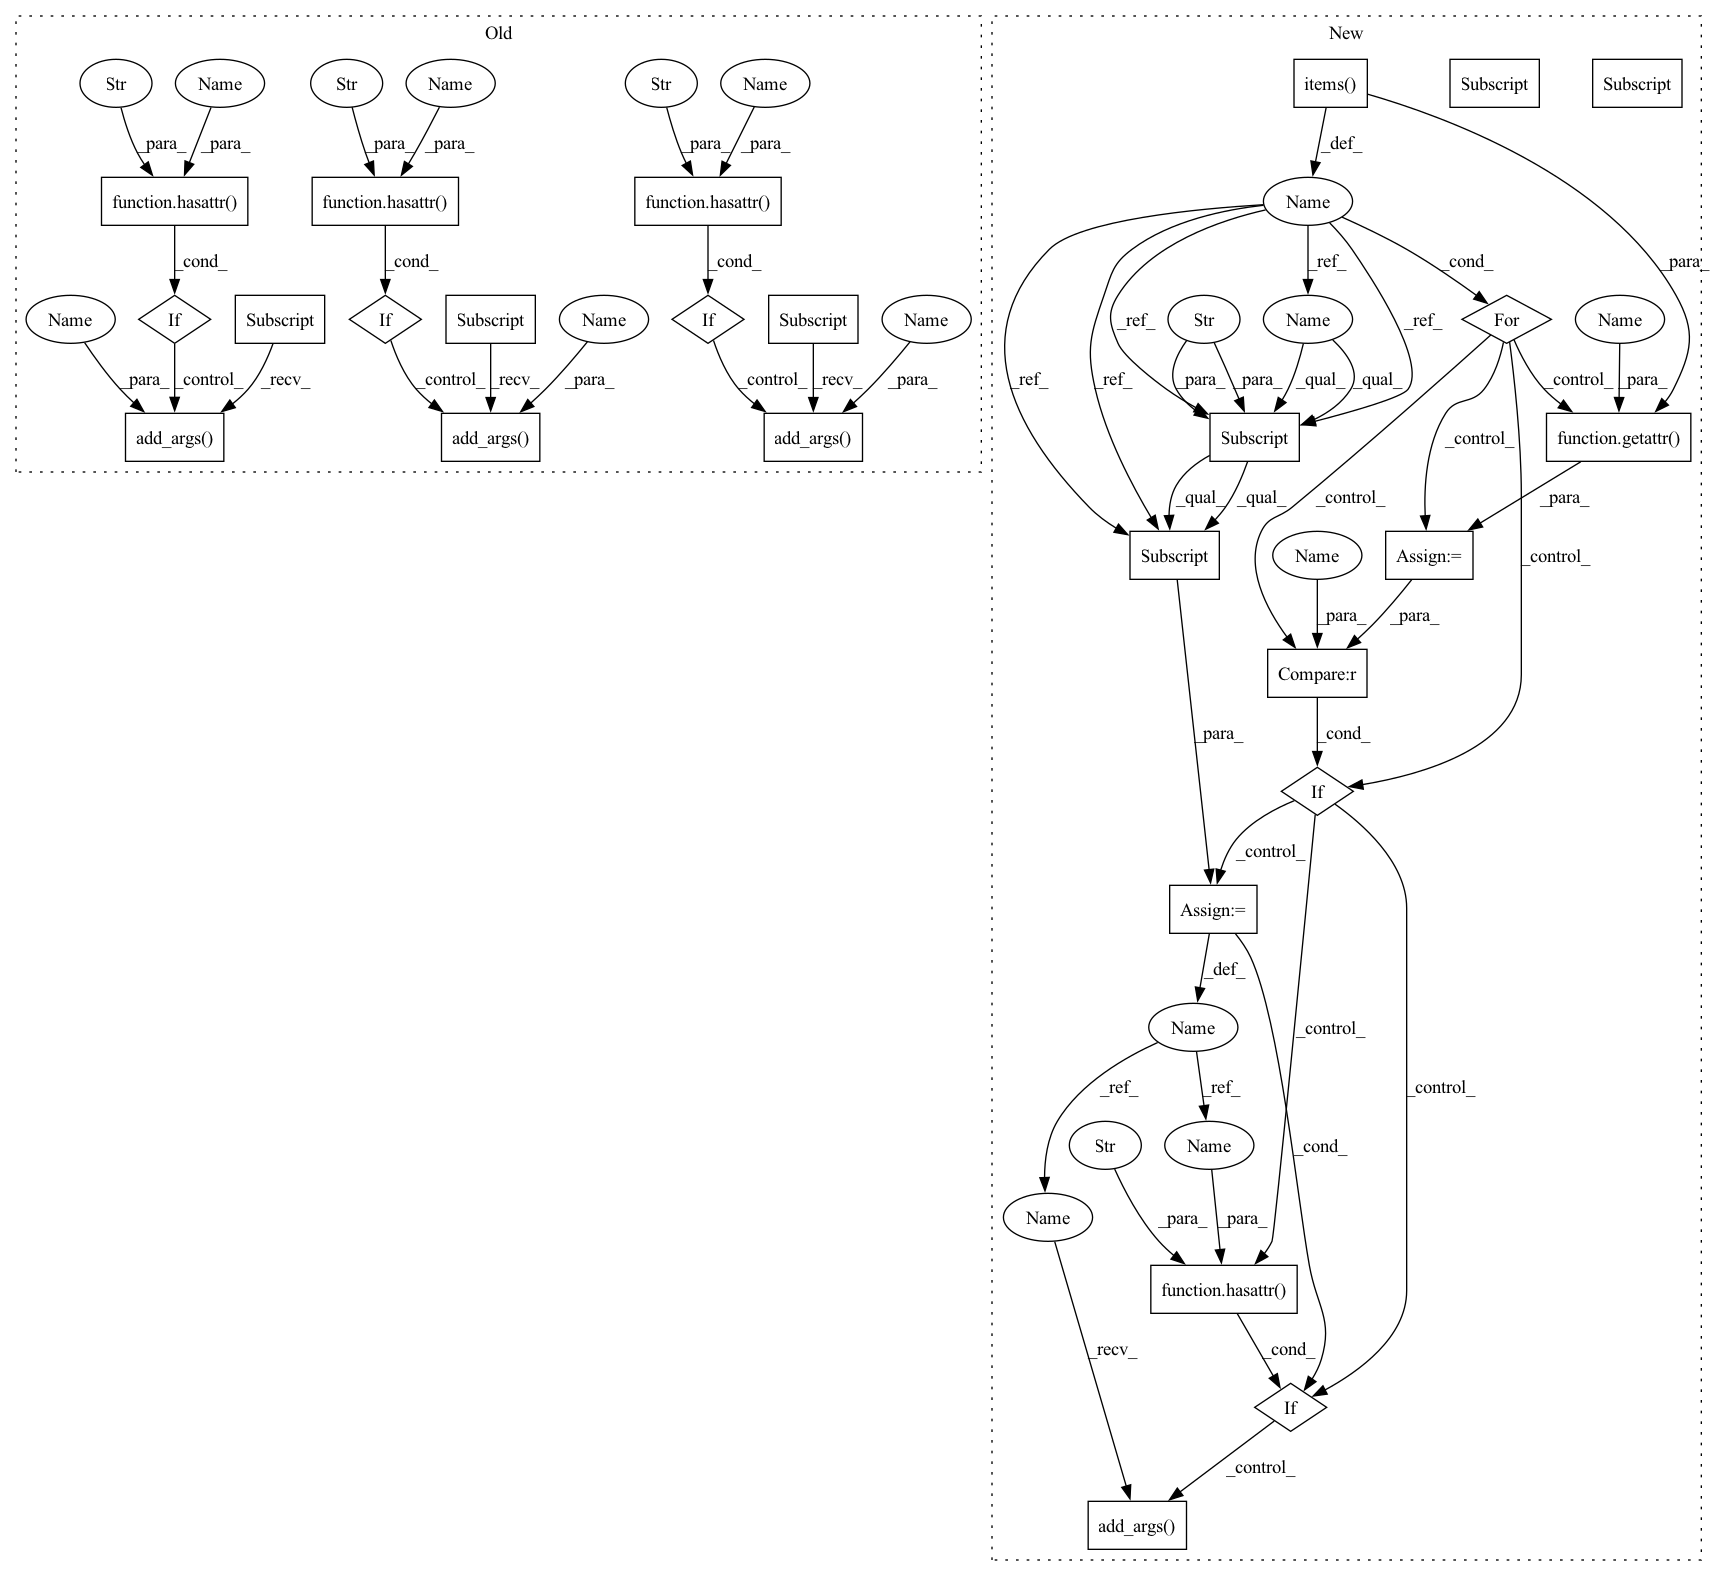 Old
New
Str
Name
Str
Name
Str
Name
items()
Subscript
Subscript
_para_
_para_
_para_
_para_
_para_
_para_
_def_
function.hasattr()
function.hasattr()
function.hasattr()
Name
_cond_
_cond_
_cond_
_ref_
_cond_
_para_
Name
If
Subscript
If
Subscript
Name
If
Subscript
Name
Str
Name
For
Name
_ref_
_ref_
_para_
_control_
_recv_
_control_
_recv_
_para_
_control_
_recv_
_para_
_ref_
_ref_
_para_
_para_
_qual_
_qual_
_control_
_para_
add_args()
add_args()
add_args()
Subscript
function.getattr()
_control_
_qual_
_qual_
_control_
_para_
Subscript
Name
Assign:=
_control_
_para_
_para_
Compare:r
_para_
_cond_
If
_control_
Assign:=
_def_
Name
_control_
_ref_
_ref_
_control_
Str
Name
_cond_
Name
_para_
_para_
function.hasattr()
_recv_
_cond_
If
_control_
add_args()